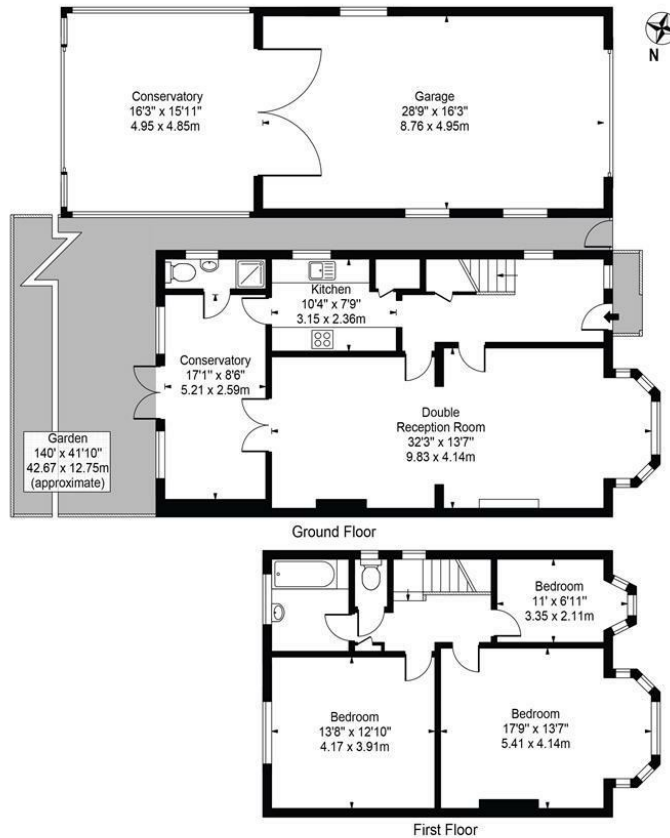 N
Conservatory
16'3" x 15'11"
4.95 x 4.85m
Garage
28'9" x 16'3"
8.76 x 4.95m
Kitchen
10'4" x 7'9"
3.15 x 2.36m
Conservatory
17'1" x 8'6"
5.21 x 2.59m
Double
Reception Room
32'3" x 13'7"
9.83 x 4.14m
Garden
140' x 41'10"
42.67 x 12.75m
(approximate)
Ground Floor
Bedroom
11' x 6'11"
3.35 x 2.11m
Bedroom
13'8" x 12'10"
4.17 x 3.91m
Bedroom
17'9" x 13'7"
5.41 x 4.14m
First Floor